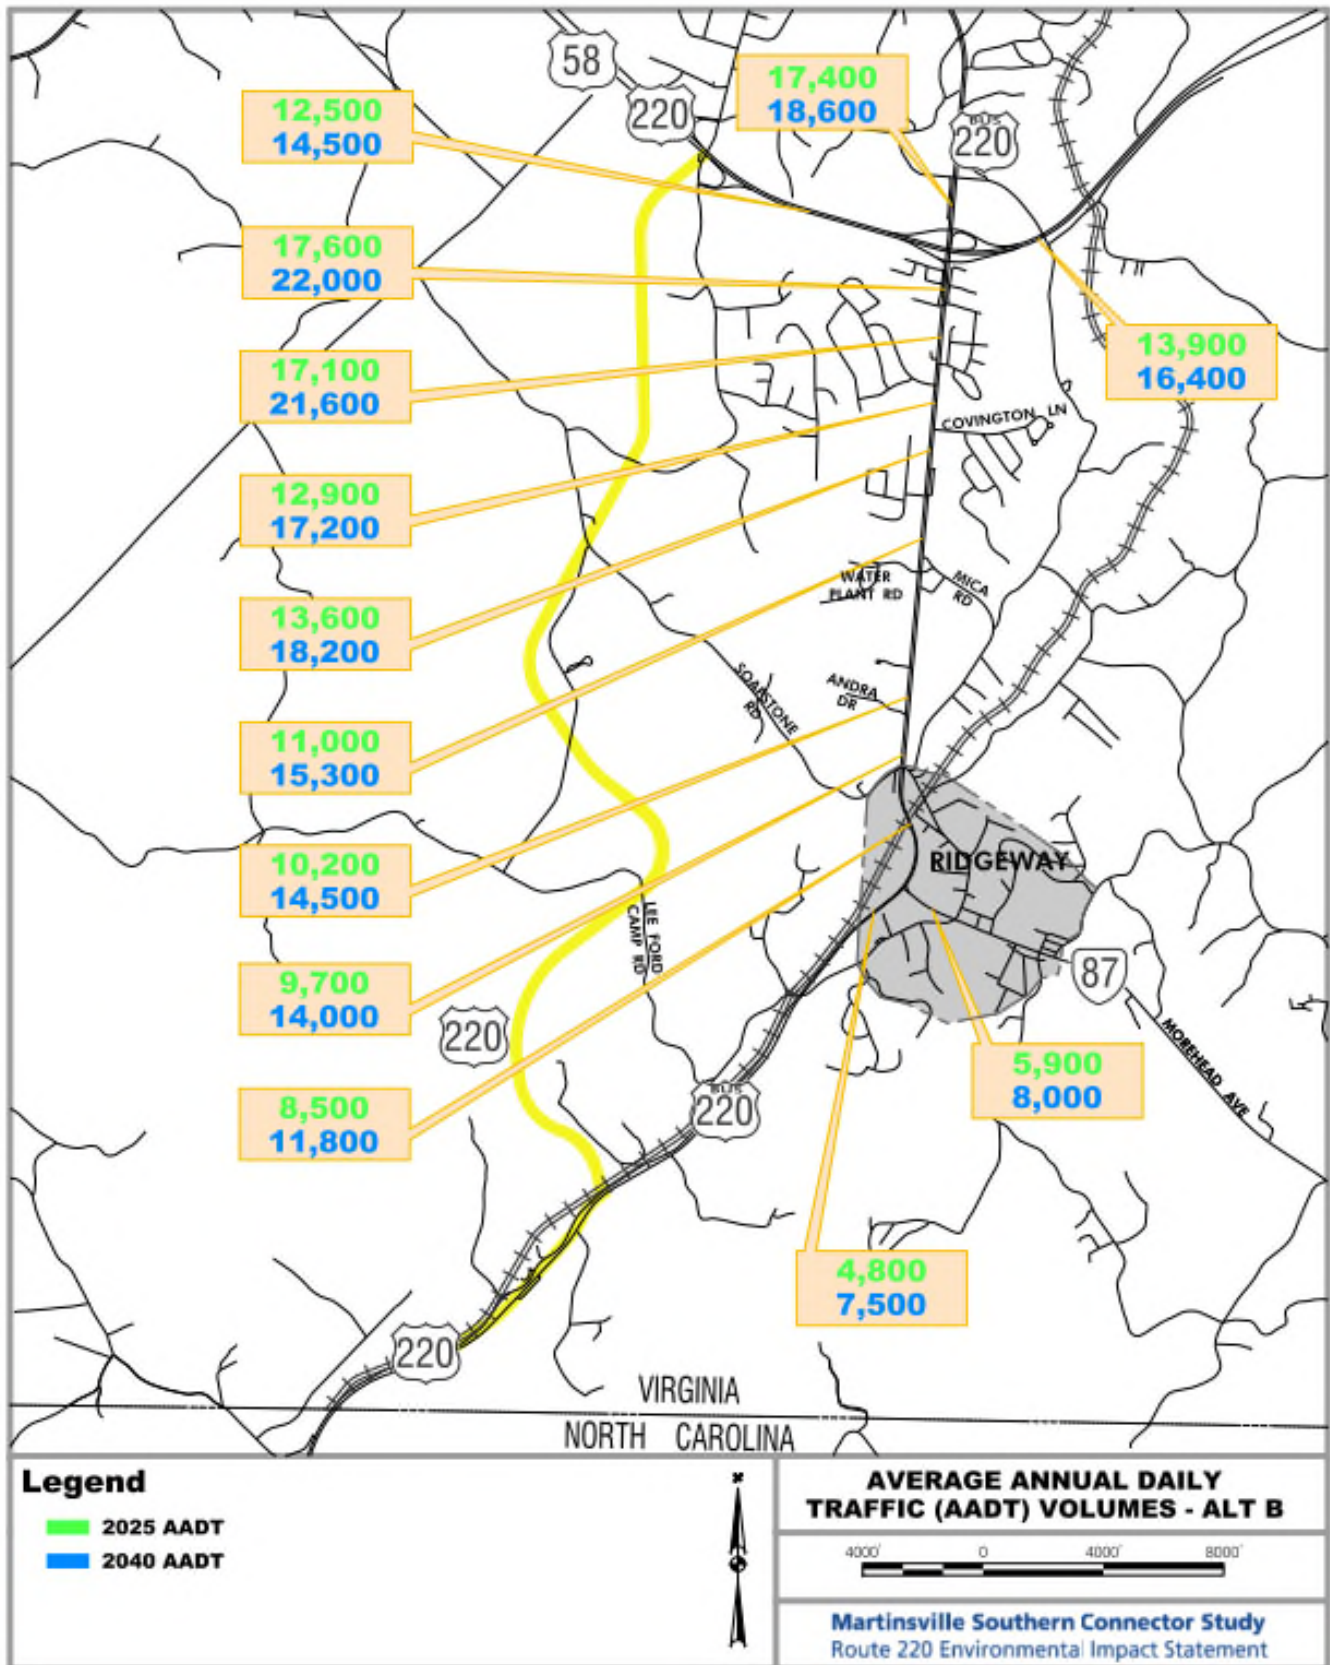 58
220
17,400
18,600
BUS
220
12,500
14,500
17,600
22,000
13,900
16,400
17,100
21,600
COVINGTON LN
12,900
17,200
WATER
PLANT RD
MICA
RD
13,600
18,200
SOAPSTONE
RD
ANDRA
DR
11,000
15,300
RIDGEWAY
10,200
14,500
LEE FORD
CAMP RD
87
9,700
14,000
220
MOREHEAD AVE
5,900
8,000
BUS
220
8,500
11,800
4,800
7,500
220
VIRGINIA
NORTH CAROLINA
Legend
2025 AADT
2040 AADT
AVERAGE ANNUAL DAILY
TRAFFIC (AADT) VOLUMES - ALT B
4000' 0 4000' 8000'
Martinsville Southern Connector Study
Route 220 Environmental Impact Statement